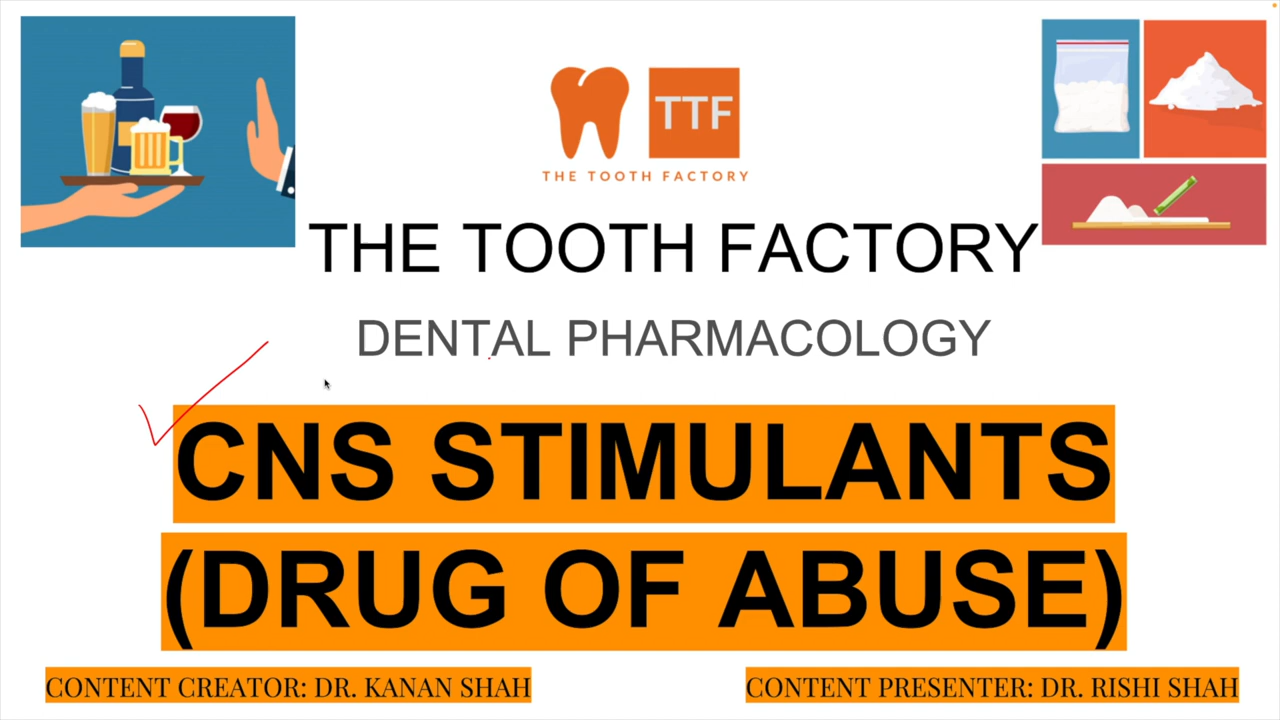 TTF
THE TOOTH FACTORY
THE TOOTH FACTORY
DENTAL PHARMACOLOGY
CNS STIMULANTS
(DRUG OF ABUSE)
CONTENT CREATOR: DR. KANAN SHAH
CONTENT PRESENTER: DR. RISHI SHAH